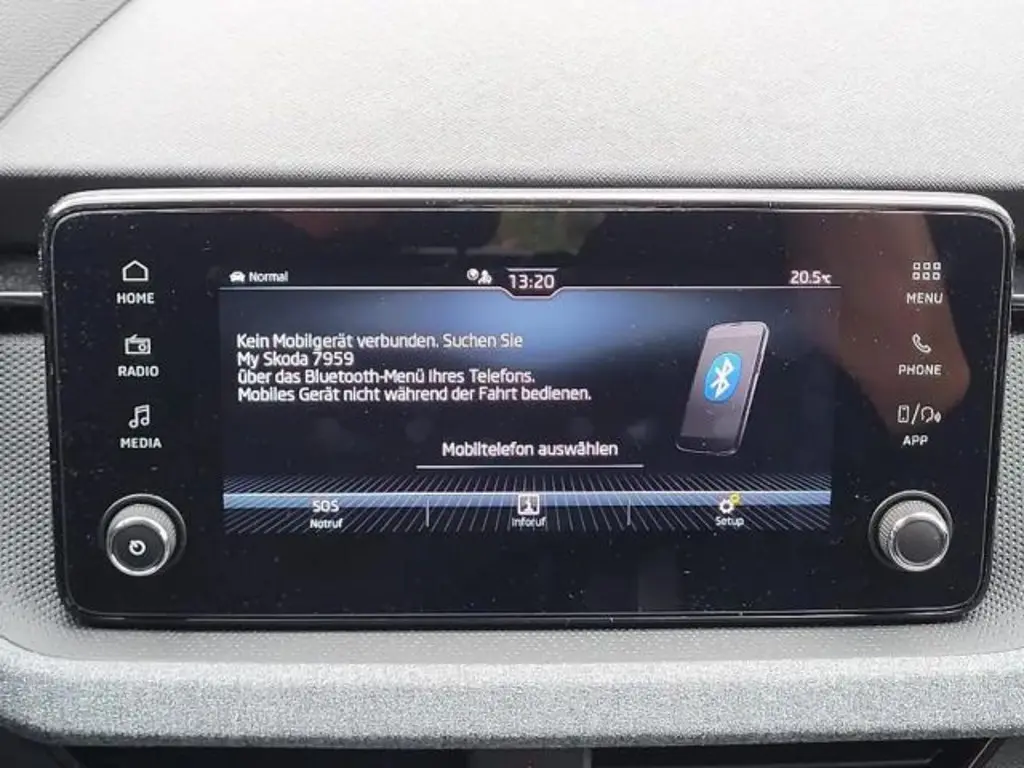 Normal
13:20
20.5°C
HOME
RADIO
MEDIA
Kein Mobilgerät verbunden. Suchen Sie
My Skoda 7959
über das Bluetooth-Menü Ihres Telefons.
Mobiles Gerät nicht während der Fahrt bedienen.
Mobiltelefon auswählen
SOS
Notruf
Inforuf
Setup
MENU
PHONE
APP